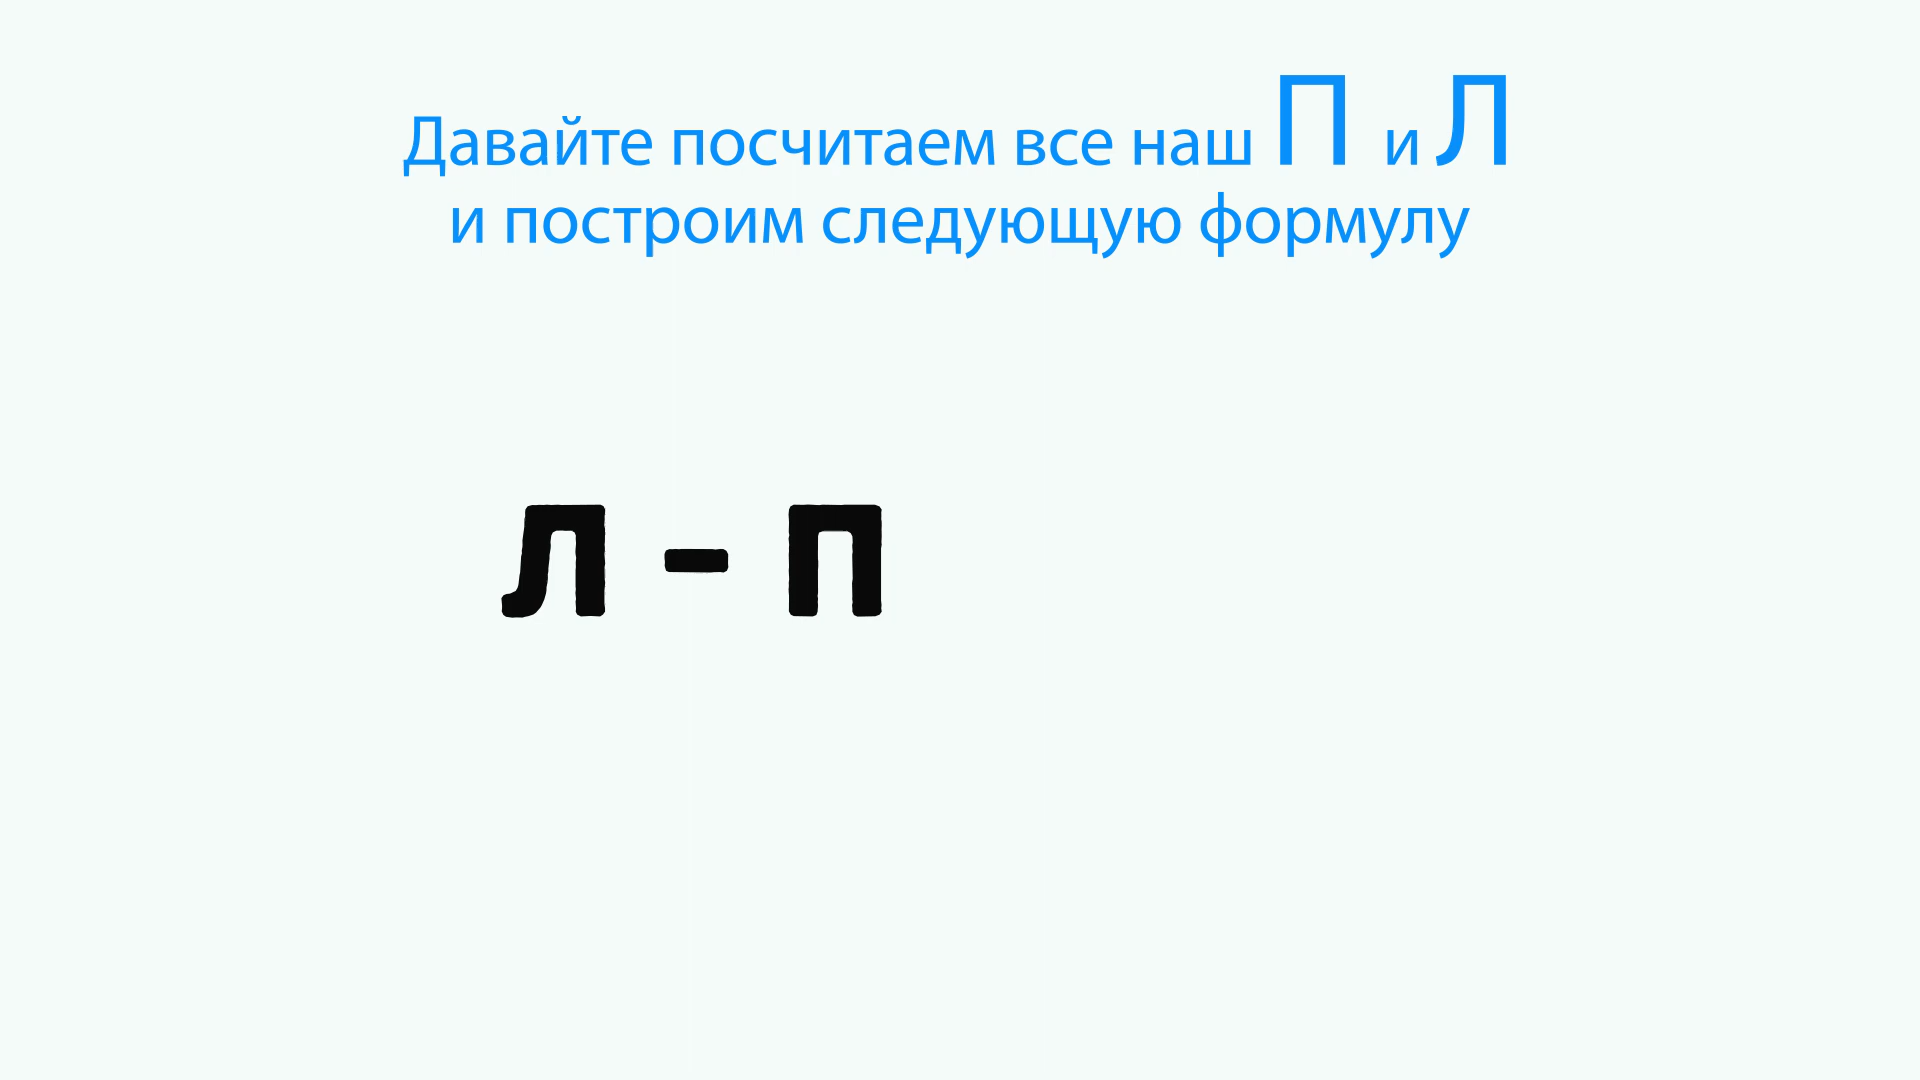 Давайте посчитаем все наш П и Л
и построим следующую формулу
Л - П